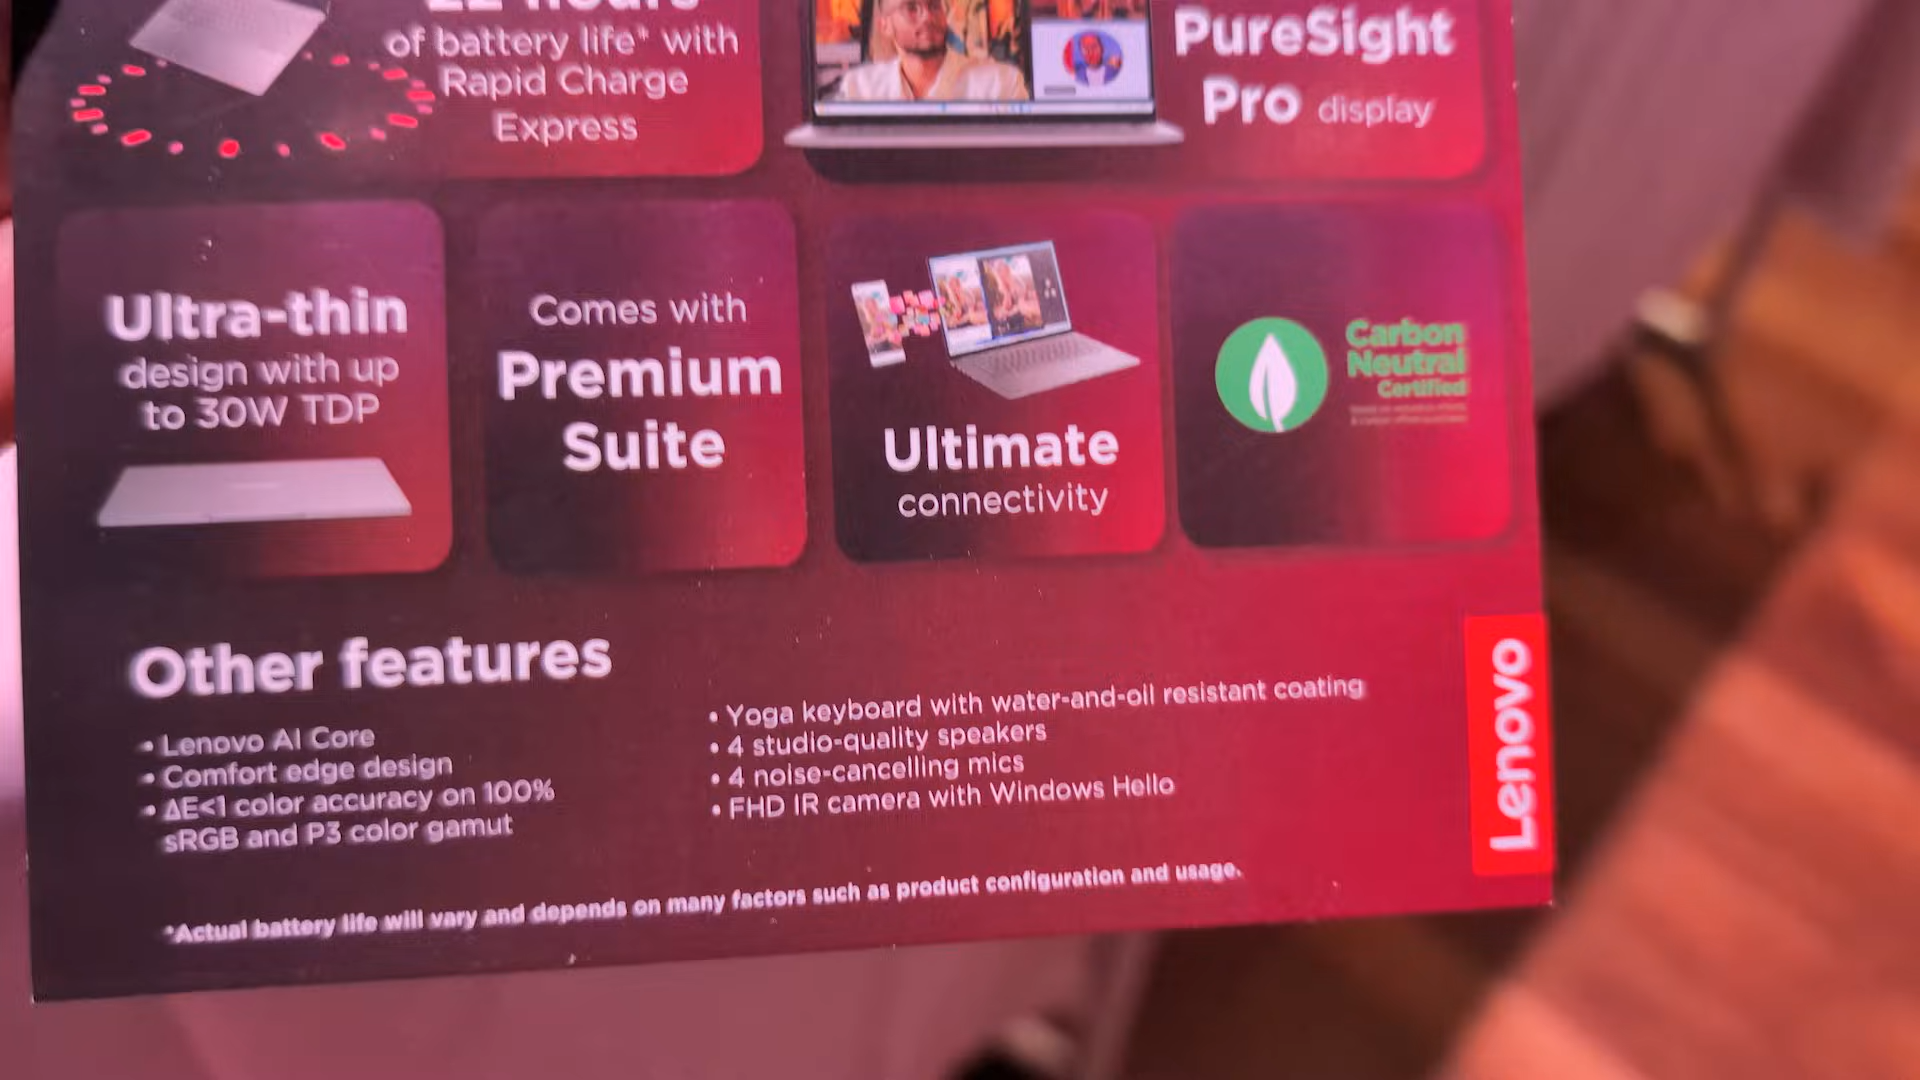 of battery life* with
Rapid Charge
Express
PureSight
Pro display
Ultra-thin
design with up
to 30W TDP
Comes with
Premium
Suite
Ultimate
connectivity
Carbon
Neutral
Certified
Other features
• Lenovo AI Core
• Comfort edge design
• ΔE<1 color accuracy on 100%
sRGB and P3 color gamut
• Yoga keyboard with water-and-oil resistant coating
• 4 studio-quality speakers
• 4 noise-cancelling mics
• FHD IR camera with Windows Hello
*Actual battery life will vary and depends on many factors such as product configuration and usage.
Lenovo